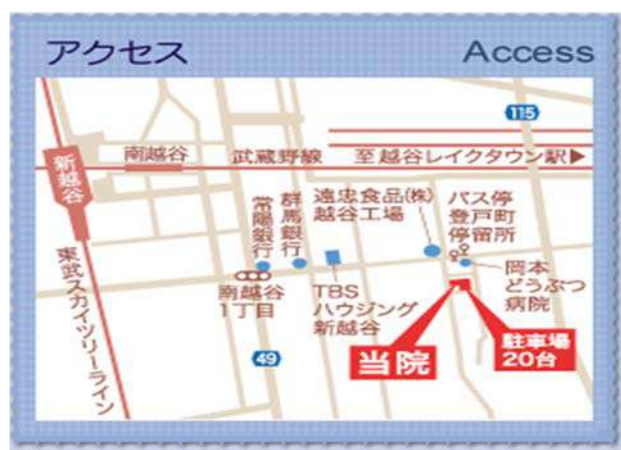 アクセス
Access
115
新越谷
南越谷
武蔵野線
至越谷レイクタウン駅▶
東武スカイツリーライン
常陽銀行
群馬銀行
遠忠食品(株)
越谷工場
バス停
登戸町
停留所
南越谷
1丁目
TBS
ハウジング
新越谷
岡本
どうぶつ
病院
49
当院
駐車場
20台